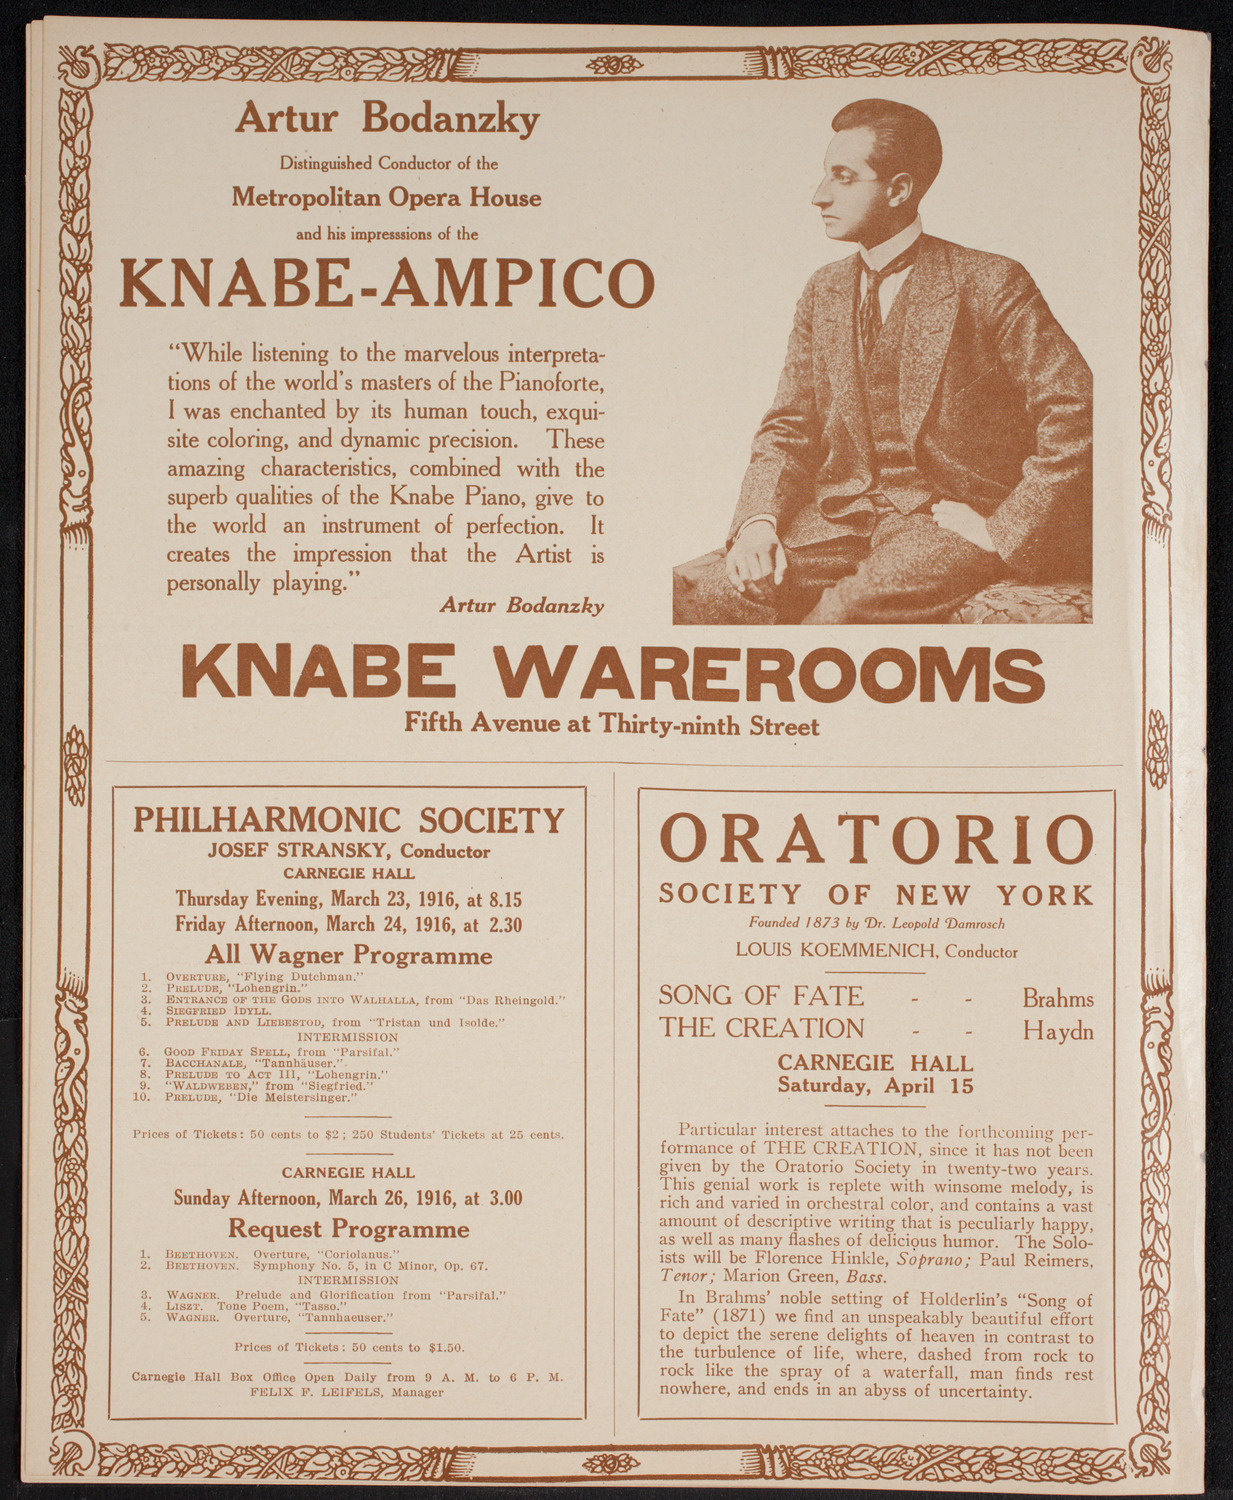 Artur Bodanzky
Distinguished Conductor of the
Metropolitan Opera House
and his impresssions of the
KNABE-AMPICO
“While listening to the marvelous interpreta-
tions of the world's masters of the Pianoforte,
I was enchanted by its human touch, exqui-
site coloring, and dynamic precision. These
amazing characteristics, combined with the
superb qualities of the Knabe Piano, give to
the world an instrument of perfection. It
creates the impression that the Artist is
personally playing.”
Artur Bodanzky
KNABE WAREROOMS
Fifth Avenue at Thirty-ninth Street
PHILHARMONIC SOCIETY
JOSEF STRANSKY, Conductor
CARNEGIE HALL
Thursday Evening, March 23, 1916, at 8.15
Friday Afternoon, March 24, 1916, at 2.30
All Wagner Programme
1. OVERTURE, “Flying Dutchman.”
2. PRELUDE, “Lohengrin.”
3. ENTRANCE OF THE GODS INTO WALHALLA, from “Das Rheingold.”
4. SIEGFRIED IDYLL.
5. PRELUDE AND LIEBESTOD, from “Tristan und Isolde.”
INTERMISSION
6. GOOD FRIDAY SPELL, from “Parsifal.”
7. BACCHANALE, “Tannhäuser.”
8. PRELUDE TO ACT III, “Lohengrin.”
9. “WALDWEBEN,” from “Siegfried.”
10. PRELUDE, “Die Meistersinger.”
Prices of Tickets: 50 cents to $2; 250 Students' Tickets at 25 cents.
CARNEGIE HALL
Sunday Afternoon, March 26, 1916, at 3.00
Request Programme
1. BEETHOVEN. Overture, “Coriolanus.”
2. BEETHOVEN. Symphony No. 5, in C Minor, Op. 67.
INTERMISSION
3. WAGNER. Prelude and Glorification from “Parsifal.”
4. LISZT. Tone Poem, “Tasso.”
5. WAGNER. Overture, “Tannhaeuser.”
Prices of Tickets: 50 cents to $1.50.
Carnegie Hall Box Office Open Daily from 9 A. M. to 6 P. M.
FELIX F. LEIFELS, Manager
ORATORIO
SOCIETY OF NEW YORK
Founded 1873 by Dr. Leopold Damrosch
LOUIS KOEMMENICH, Conductor
SONG OF FATE - - Brahms
THE CREATION - - Haydn
CARNEGIE HALL
Saturday, April 15
Particular interest attaches to the forthcoming per-
formance of THE CREATION, since it has not been
given by the Oratorio Society in twenty-two years.
This genial work is replete with winsome melody, is
rich and varied in orchestral color, and contains a vast
amount of descriptive writing that is peculiarly happy,
as well as many flashes of delicious humor. The Solo-
ists will be Florence Hinkle, Soprano; Paul Reimers,
Tenor; Marion Green, Bass.
In Brahms' noble setting of Holderlin's “Song of
Fate” (1871) we find an unspeakably beautiful effort
to depict the serene delights of heaven in contrast to
the turbulence of life, where, dashed from rock to
rock like the spray of a waterfall, man finds rest
nowhere, and ends in an abyss of uncertainty.